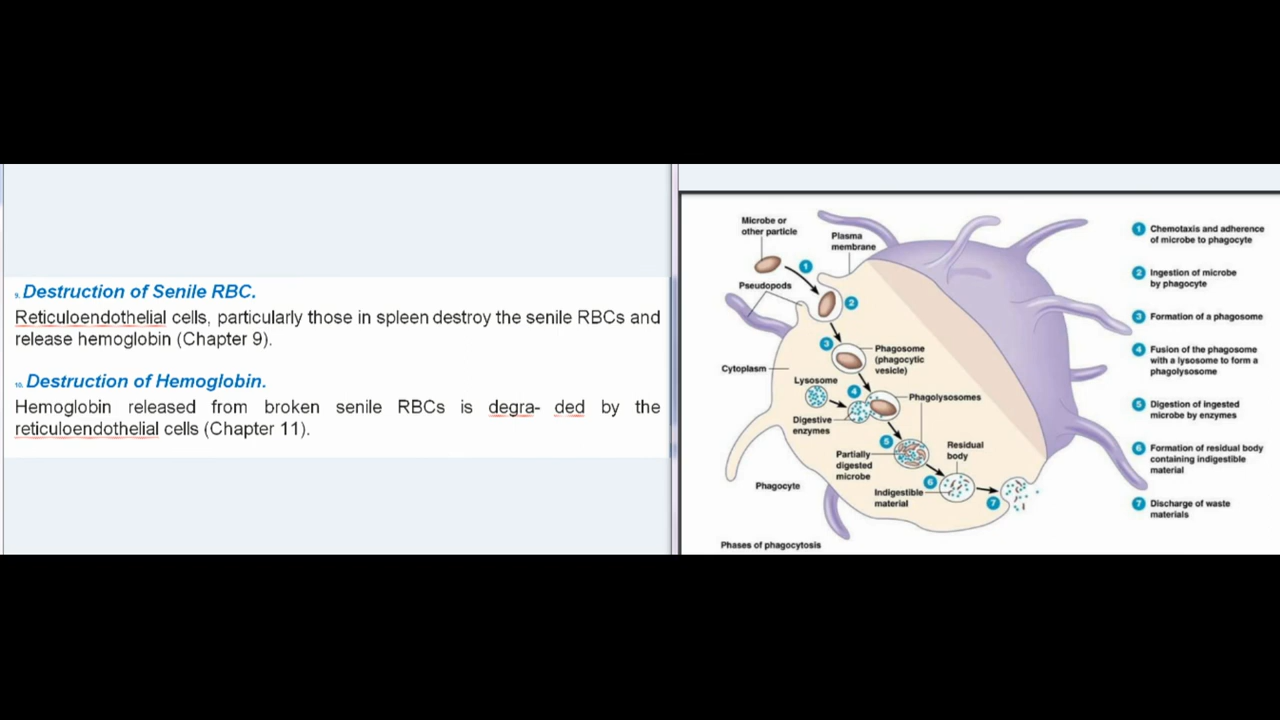 9. Destruction of Senile RBC.
Reticuloendothelial cells, particularly those in spleen destroy the senile RBCs and
release hemoglobin (Chapter 9).
10. Destruction of Hemoglobin.
Hemoglobin released from broken senile RBCs is degra- ded by the
reticuloendothelial cells (Chapter 11).
Microbe or
other particle
Plasma
membrane
1
Pseudopods
2
3
Phagosome
(phagocytic
vesicle)
Cytoplasm
Lysosome
4
Phagolysosomes
Digestive
enzymes
5
Residual
body
Partially
digested
microbe
6
Indigestible
material
7
Phagocyte
Phases of phagocytosis
1 Chemotaxis and adherence
of microbe to phagocyte
2 Ingestion of microbe
by phagocyte
3 Formation of a phagosome
4 Fusion of the phagosome
with a lysosome to form a
phagolysosome
5 Digestion of ingested
microbe by enzymes
6 Formation of residual body
containing indigestible
material
7 Discharge of waste
materials